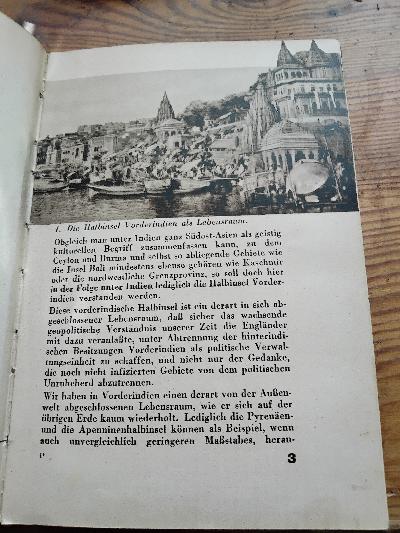 1. Die Halbinsel Vorderindien als Lebensraum.
Obgleich man unter Indien ganz Südost-Asien als geistig
kulturellen Begriff zusammenfassen kann, zu dem
Ceylon und Burma und selbst so abliegende Gebiete wie
die Insel Bali mindestens ebenso gehören wie Kaschmir
oder die nordwestliche Grenzprovinz, so soll doch hier
in der Folge unter Indien lediglich die Halbinsel Vorder-
indien verstanden werden.
Diese vorderindische Halbinsel ist ein derart in sich ab-
geschlossener Lebensraum, daß sicher das wachsende
geopolitische Verständnis unserer Zeit die Engländer
mit dazu veranlaßte, unter Abtrennung der hinterindi-
schen Besitzungen Vorderindien als politische Verwal-
tungseinheit zu schaffen, und nicht nur der Gedanke,
die noch nicht infizierten Gebiete von dem politischen
Unruheherd abzutrennen.
Wir haben in Vorderindien einen derart von der Außen-
welt abgeschlossenen Lebensraum, wie er sich auf der
übrigen Erde kaum wiederholt. Lediglich die Pyrenäen-
und die Apenninenhalbinsel können als Beispiel, wenn
auch unvergleichlich geringeren Maßstabes, heran-
1*
3